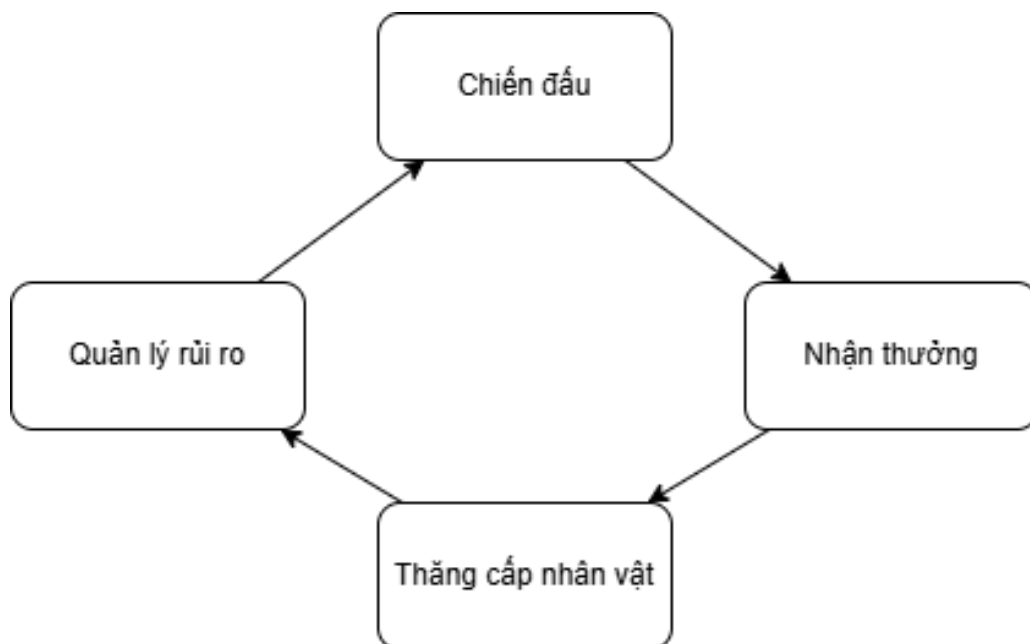 Chiến đấu
Quản lý rủi ro
Nhận thưởng
Thăng cấp nhân vật